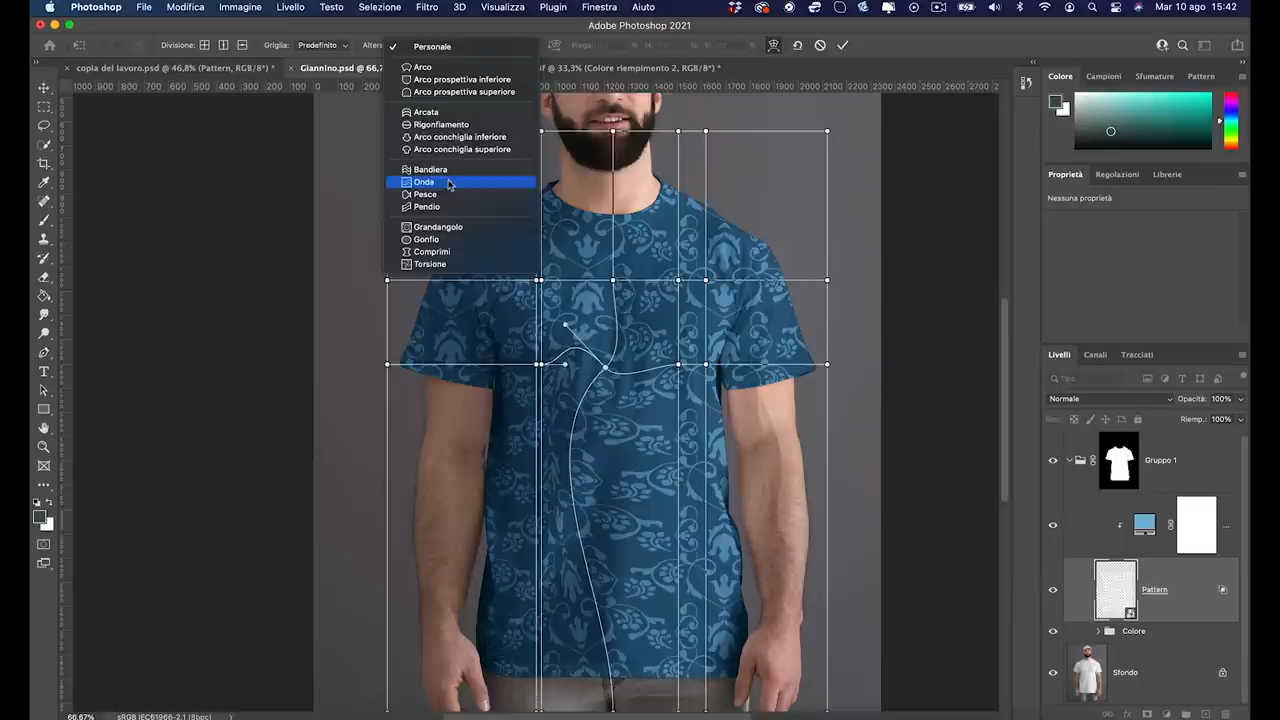 Photoshop File Modifica Immagine Livello Testo Selezione Filtro 3D Visualizza Plugin Finestra Aiuto Mar 10 ago 15:42
Adobe Photoshop 2021
Divisione: Griglia: Predefinito
copia del lavoro.psd @ 46,8% (Pattern, RGB/8*) *
Giannino.psd @ 66,7
if @ 33,3% (Colore riempimento 2, RGB/8*) *
Personale
Arco
Arco prospettiva inferiore
Arco prospettiva superiore
Arcata
Rigonfiamento
Arco conchiglia inferiore
Arco conchiglia superiore
Bandiera
Onda
Pesce
Pendio
Grandangolo
Gonfio
Comprimi
Torsione
Colore Campioni Sfumature Pattern
Proprietà Regolazioni Librerie
Nessuna proprietà
Livelli Canali Tracciati
Tipo
Normale Opacità: 100%
Bloc.: Riemp.: 100%
Gruppo 1
...
Pattern
Colore
Sfondo
66,67% sRGB IEC61966-2.1 (8bpc)